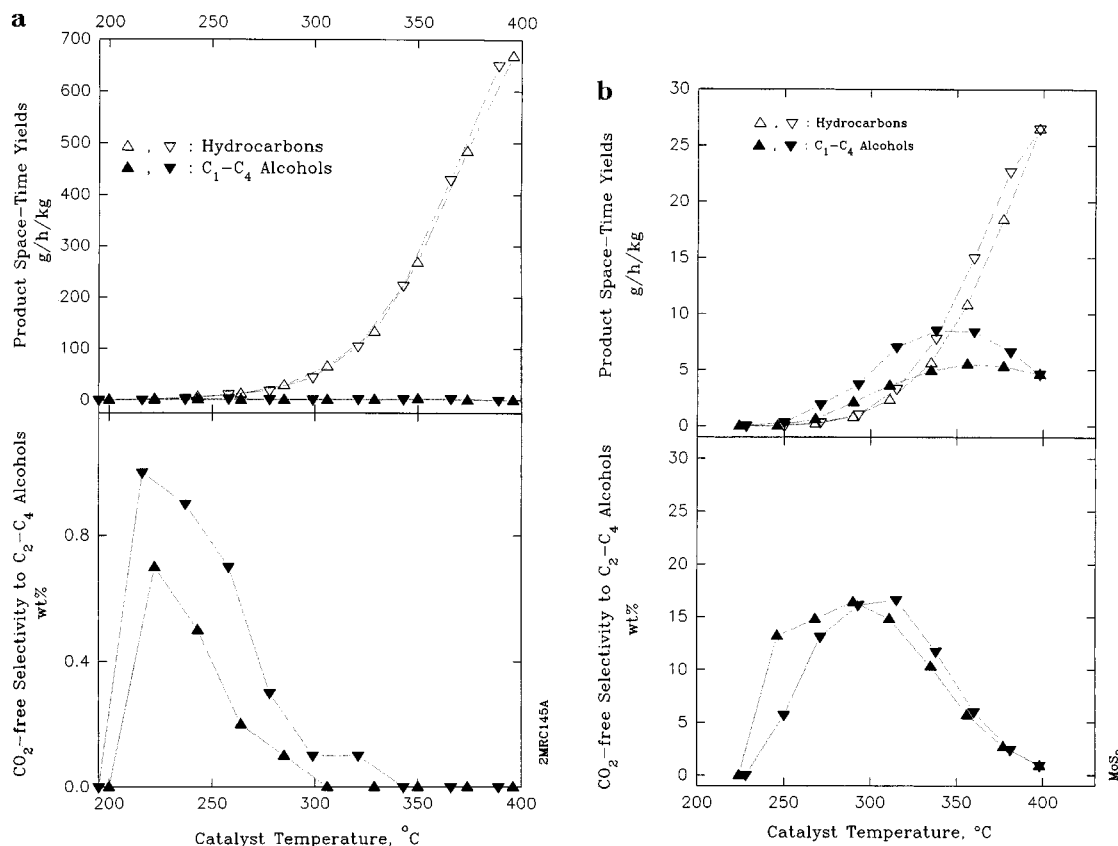 a
200 250 300 350 400
700
600
500
400
300
200
100
0
Product Space-Time Yields
g/h/kg
△ , ▽ : Hydrocarbons
▲ , ▼ : C₁-C₄ Alcohols
0.8
0.4
0.0
CO₂-free Selectivity to C₂-C₄ Alcohols
wt%
200 250 300 350 400
Catalyst Temperature, °C
2MRC145A
b
30
25
20
15
10
5
0
Product Space-Time Yields
g/h/kg
△ , ▽ : Hydrocarbons
▲ , ▼ : C₁-C₄ Alcohols
30
25
20
15
10
5
0
CO₂-free Selectivity to C₂-C₄ Alcohols
wt%
200 250 300 350 400
Catalyst Temperature, °C